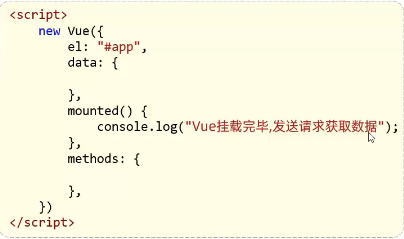 <script>
    new Vue({
        el: "#app",
        data: {

        },
        mounted() {
            console.log("Vue挂载完毕,发送请求获取数据");
        },
        methods: {

        },
    })
</script>